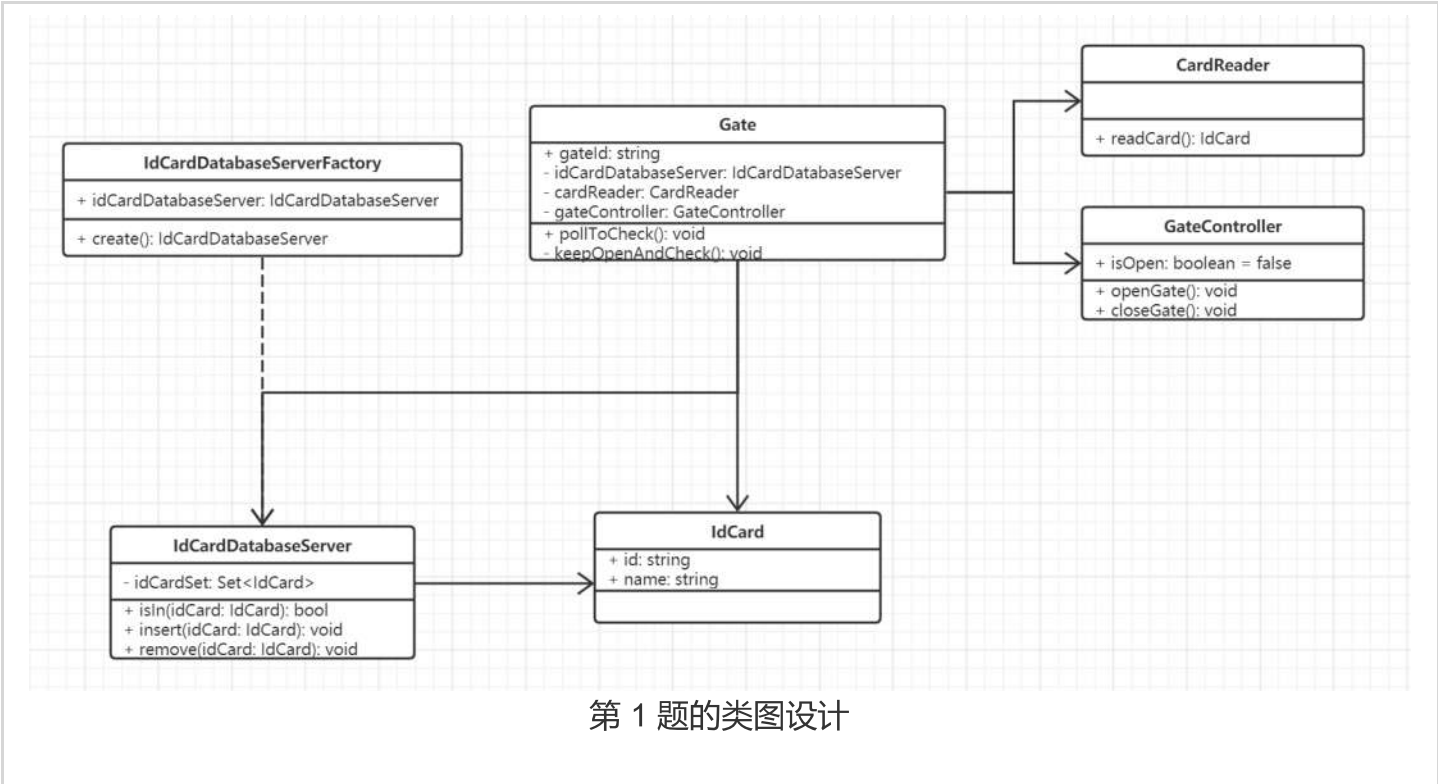 CardReader
+ readCard(): IdCard
Gate
+ gateId: string
- idCardDatabaseServer: IdCardDatabaseServer
- cardReader: CardReader
- gateController: GateController
+ pollToCheck(): void
- keepOpenAndCheck(): void
IdCardDatabaseServerFactory
+ idCardDatabaseServer: IdCardDatabaseServer
+ create(): IdCardDatabaseServer
GateController
+ isOpen: boolean = false
+ openGate(): void
+ closeGate(): void
IdCardDatabaseServer
- idCardSet: Set<IdCard>
+ isIn(idCard: IdCard): bool
+ insert(idCard: IdCard): void
+ remove(idCard: IdCard): void
IdCard
+ id: string
+ name: string
第 1 题的类图设计